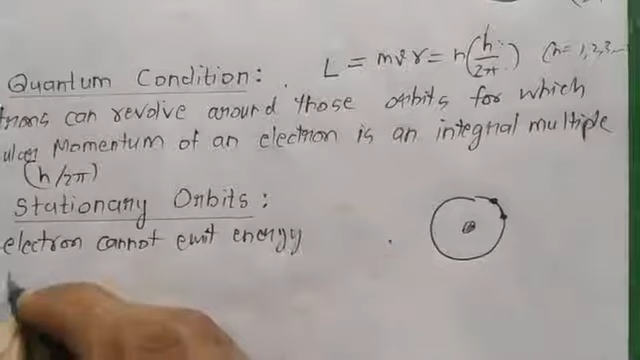 L = mvr = n(h/2π) (n= 1,2,3...
Quantum Condition:
trons can revolve around those orbits for which
ular Momentum of an electron is an integral multiple
(h/2π)
Stationary Orbits:
electron cannot emit energy